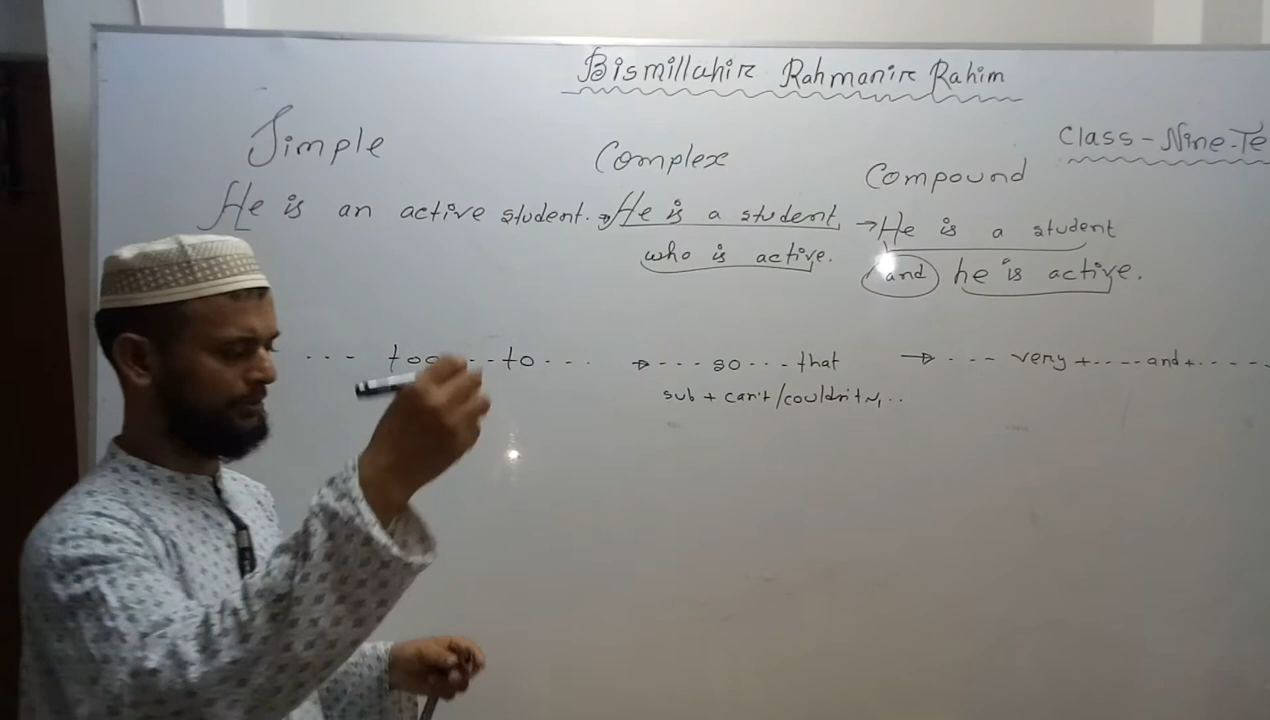 Bismillahir Rahmanir Rahim
Class-Nine-Te
Simple
Complex
Compound
He is an active student.
→He is a student,
who is active.
→He is a student
and he is active.
... too ... to ...
→ ... so ... that
sub + can't/couldn't + V₁ ..
→ ... very + .... and + .....